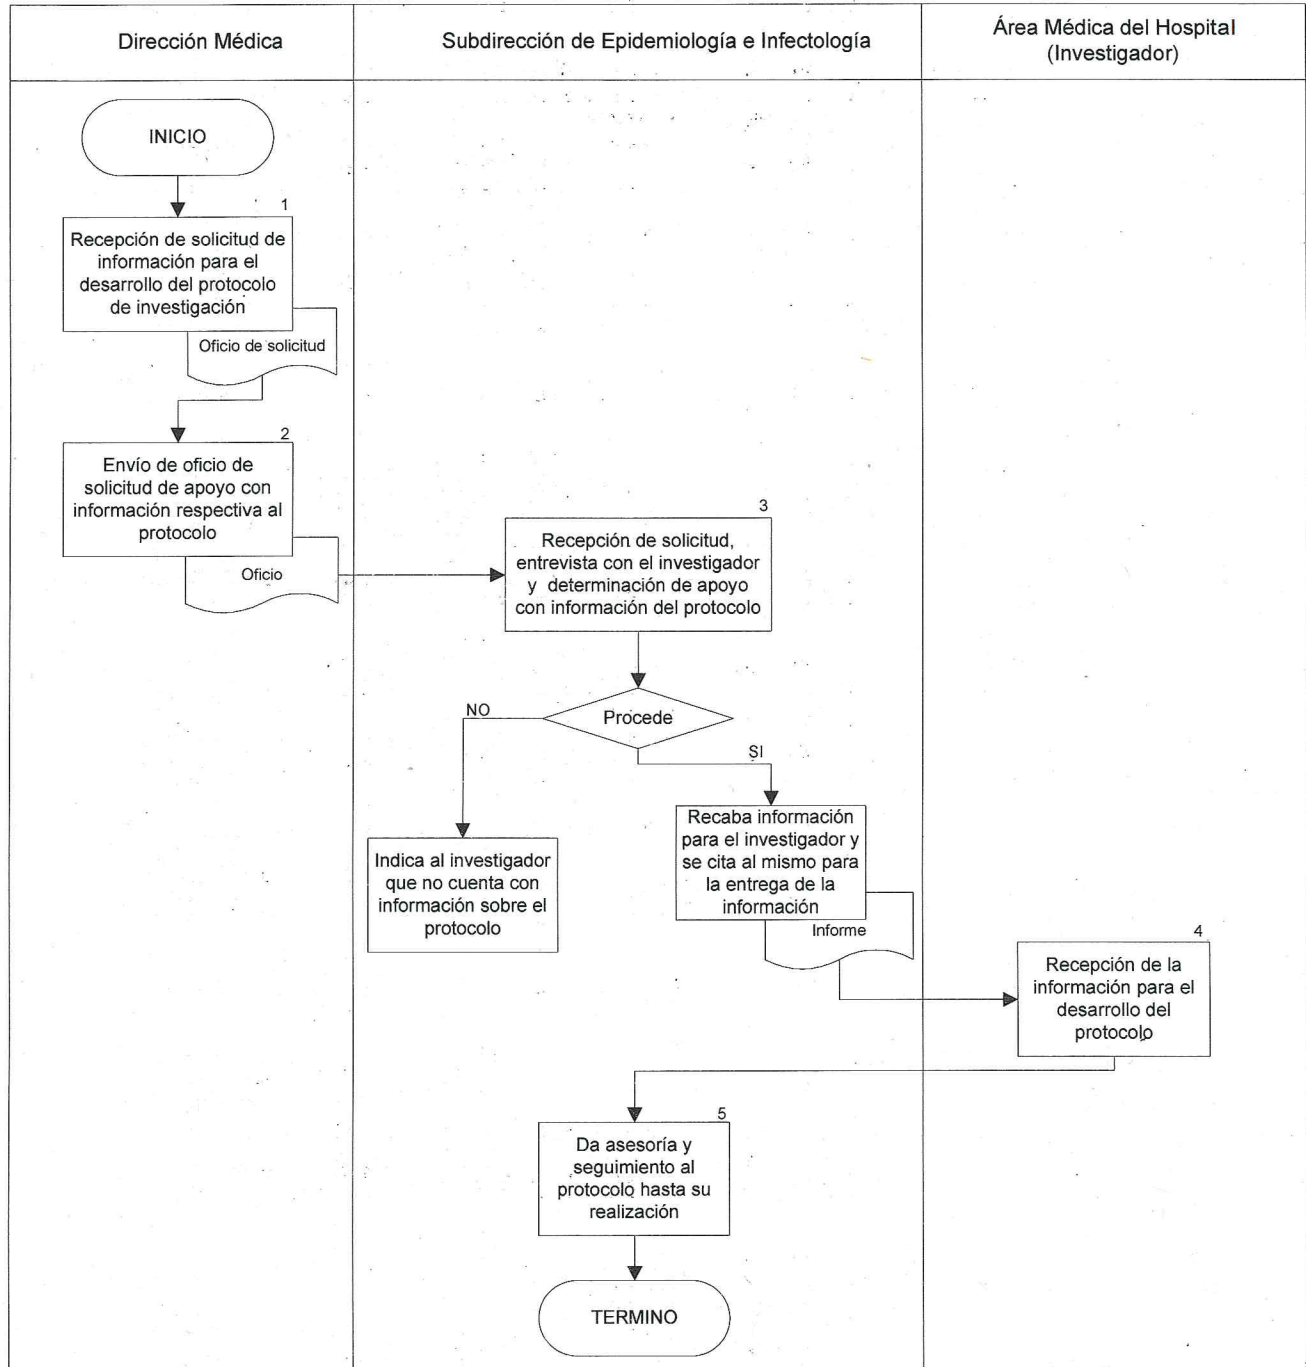 Dirección Médica
Subdirección de Epidemiología e Infectología
Área Médica del Hospital
(Investigador)
INICIO
1
Recepción de solicitud de
información para el
desarrollo del protocolo
de investigación
Oficio de solicitud
2
Envío de oficio de
solicitud de apoyo con
información respectiva al
protocolo
Oficio
3
Recepción de solicitud,
entrevista con el investigador
y determinación de apoyo
con información del protocolo
Procede
NO
SI
Indica al investigador
que no cuenta con
información sobre el
protocolo
Recaba información
para el investigador y
se cita al mismo para
la entrega de la
información
Informe
4
Recepción de la
información para el
desarrollo del
protocolo
5
Da asesoría y
seguimiento al
protocolo hasta su
realización
TERMINO